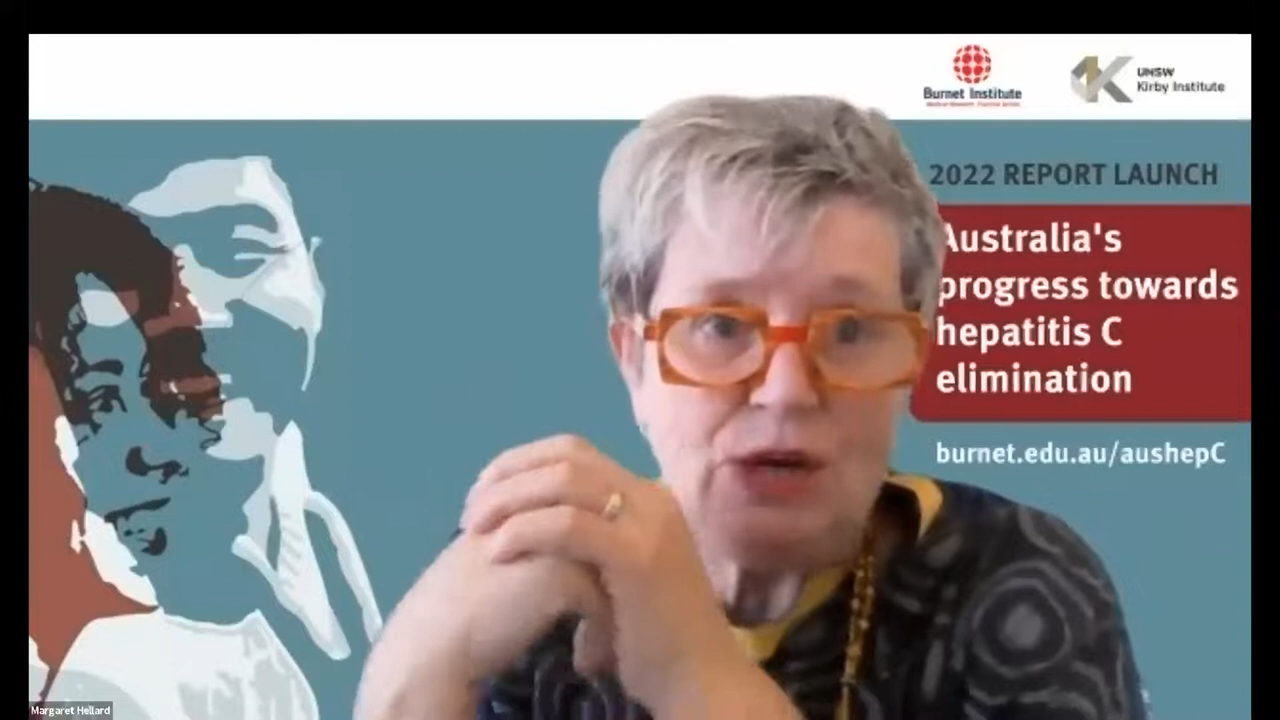 Burnet Institute
UNSW
Kirby Institute
2022 REPORT LAUNCH
Australia's
progress towards
hepatitis C
elimination
burnet.edu.au/aushepC
Margaret Hellard